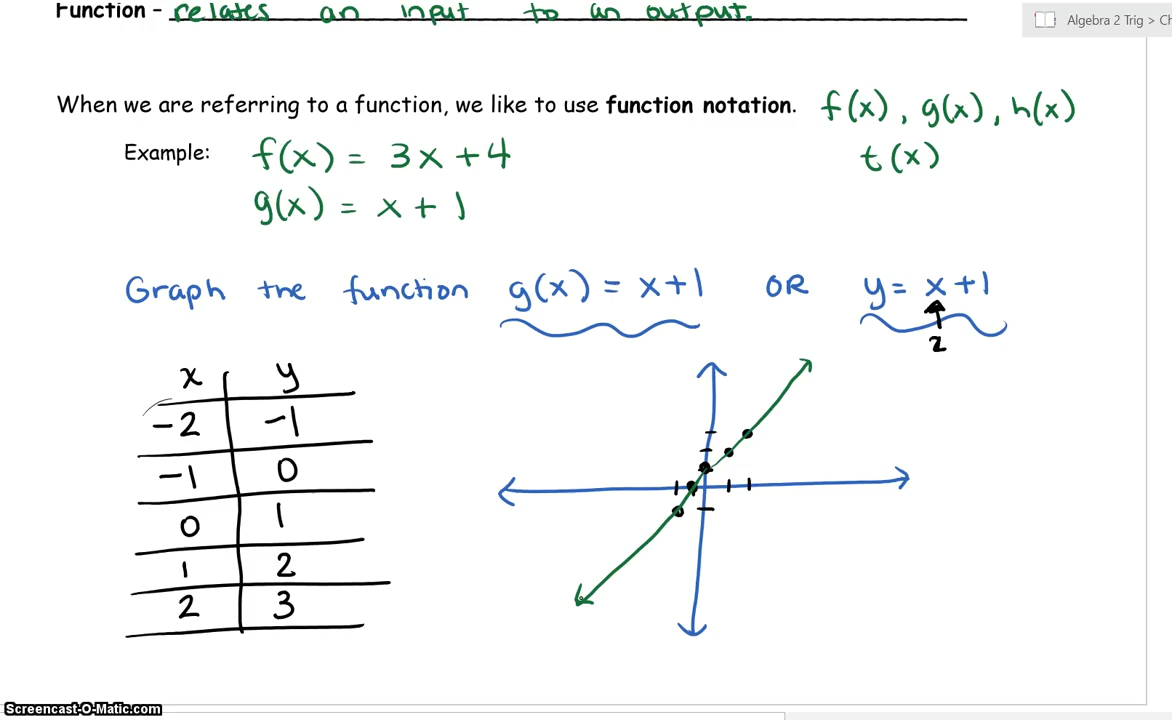 Function - relates an input to an output.
Algebra 2 Trig > Ch
When we are referring to a function, we like to use function notation. f(x), g(x), h(x)
Example: f(x) = 3x + 4 t(x)
g(x) = x + 1
Graph the function g(x) = x+1 OR y = x+1
2
x y
-2 -1
-1 0
0 1
1 2
2 3
Screencast-O-Matic.com